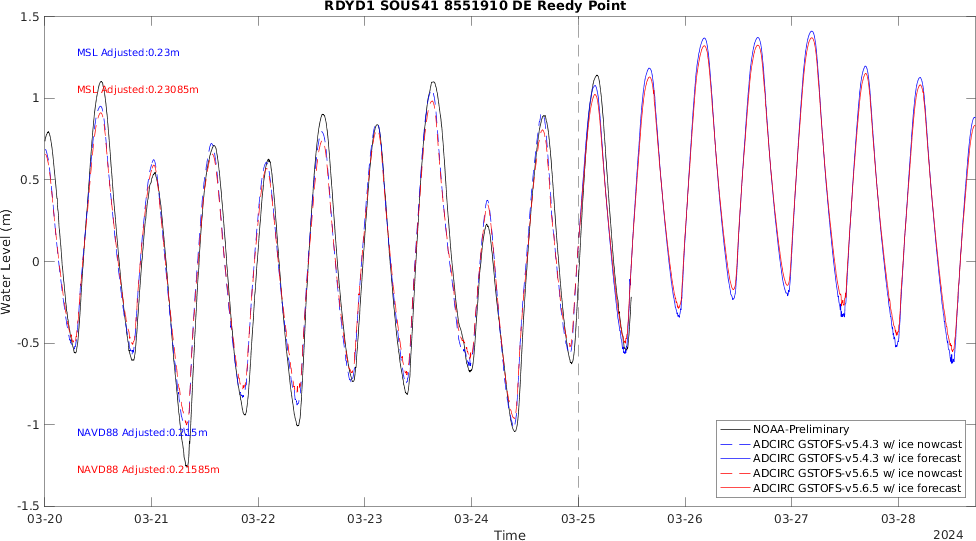 RDYD1 SOUS41 8551910 DE Reedy Point
1.5
1
0.5
0
-0.5
-1
-1.5
Water Level (m)
MSL Adjusted:0.23m
MSL Adjusted:0.23085m
NAVD88 Adjusted:0.215m
NAVD88 Adjusted:0.21585m
NOAA-Preliminary
ADCIRC GSTOFS-v5.4.3 w/ ice nowcast
ADCIRC GSTOFS-v5.4.3 w/ ice forecast
ADCIRC GSTOFS-v5.6.5 w/ ice nowcast
ADCIRC GSTOFS-v5.6.5 w/ ice forecast
03-20 03-21 03-22 03-23 03-24 03-25 03-26 03-27 03-28
Time
2024